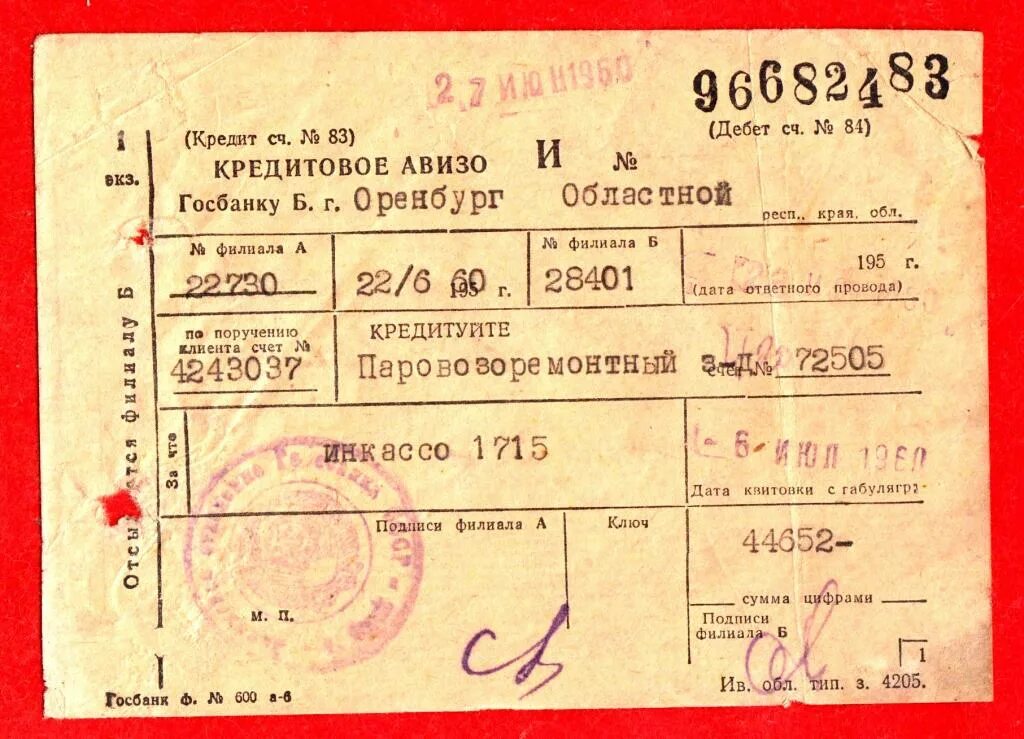 27 ИЮН 1960
96682483
1 экз.
(Кредит сч. № 83)
(Дебет сч. № 84)
КРЕДИТОВОЕ АВИЗО И №
Госбанку Б. г. Оренбург Областной
респ., края, обл.
№ филиала А
22730
22/6 60
195 г.
№ филиала Б
28401
195 г.
(дата ответного провода)
по поручению
клиента счет №
4243037
КРЕДИТУЙТЕ
Паровозоремонтный з-д
счет № 72505
За что
инкассо 1715
6 ИЮЛ 1960
Дата квитовки с табулягр.
Подписи филиала А
Ключ
44652-
сумма цифрами
Подписи
филиала Б
м. п.
1
Ив. обл. тип. з. 4205.
Госбанк ф. № 600 а-б
филиалу Б